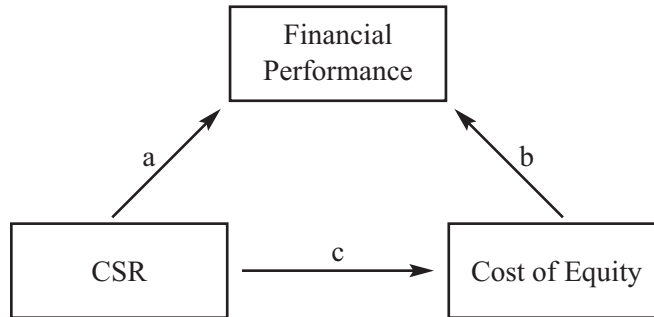 Financial
Performance
a
b
CSR
c
Cost of Equity